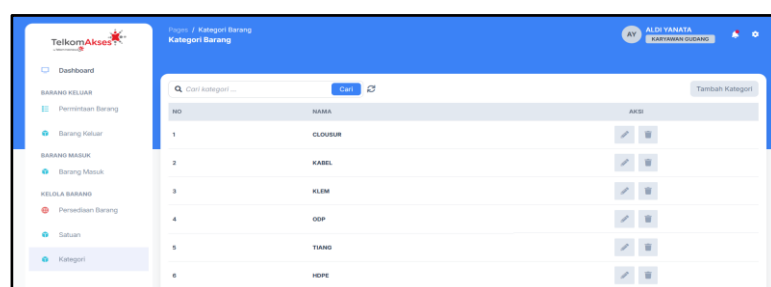 TelkomAkses
Dashboard
BARANG KELUAR
Permintaan Barang
Barang Keluar
BARANG MASUK
Barang Masuk
KELOLA BARANG
Persediaan Barang
Satuan
Kategori
Pages / Kategori Barang
Kategori Barang
AY
ALDI YANATA
KARYAWAN GUDANG
Cari kategori ...
Cari
Tambah Kategori
NO NAMA AKSI
1 CLOUSUR
2 KABEL
3 KLEM
4 ODP
5 TIANG
6 HDPE